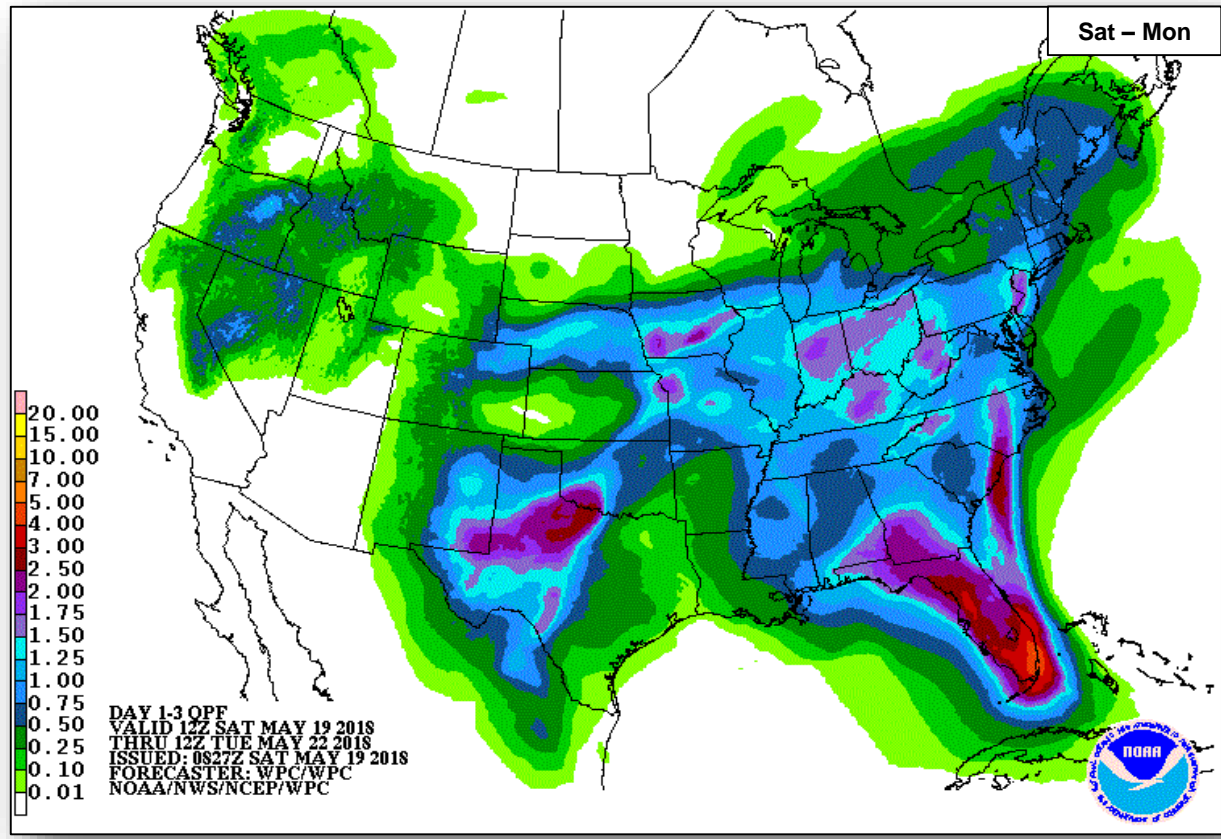 Sat – Mon
20.00
15.00
10.00
7.00
5.00
4.00
3.00
2.50
2.00
1.75
1.50
1.25
1.00
0.75
0.50
0.25
0.10
0.01
DAY 1-3 QPF
VALID 12Z SAT MAY 19 2018
THRU 12Z TUE MAY 22 2018
ISSUED: 0827Z SAT MAY 19 2018
FORECASTER: WPC/WPC
NOAA/NWS/NCEP/WPC
NOAA